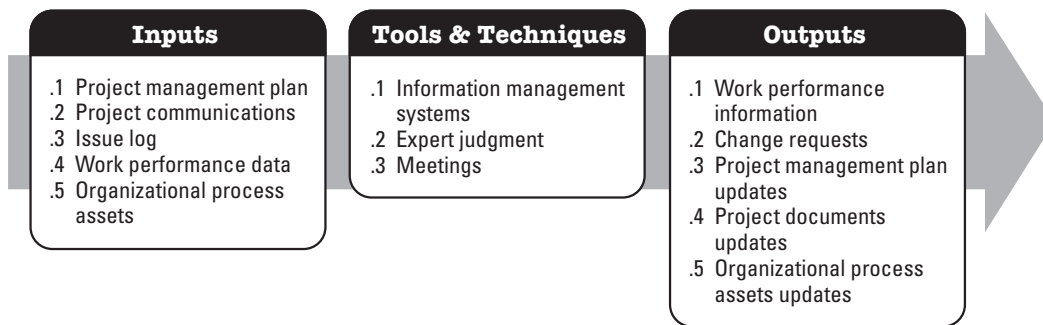 Inputs
.1 Project management plan
.2 Project communications
.3 Issue log
.4 Work performance data
.5 Organizational process
assets
Tools & Techniques
.1 Information management
systems
.2 Expert judgment
.3 Meetings
Outputs
.1 Work performance
information
.2 Change requests
.3 Project management plan
updates
.4 Project documents
updates
.5 Organizational process
assets updates